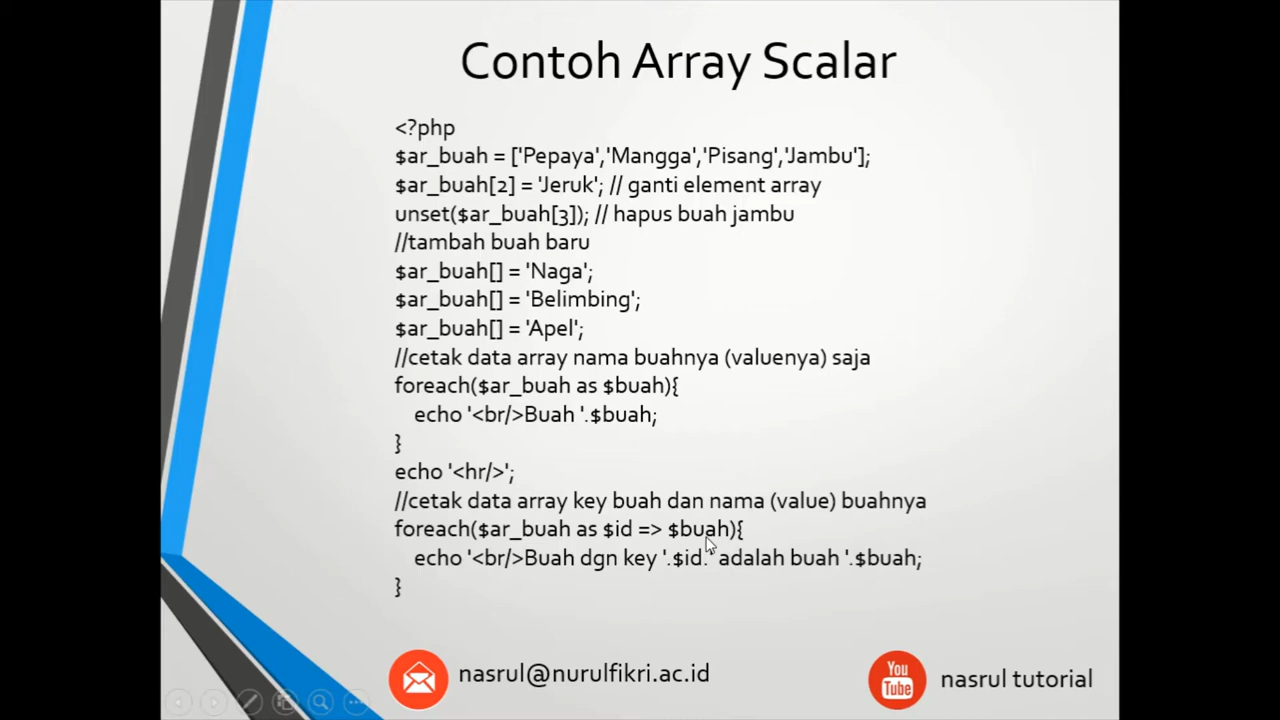 Contoh Array Scalar
<?php
$ar_buah = ['Pepaya','Mangga','Pisang','Jambu'];
$ar_buah[2] = 'Jeruk'; // ganti element array
unset($ar_buah[3]); // hapus buah jambu
//tambah buah baru
$ar_buah[] = 'Naga';
$ar_buah[] = 'Belimbing';
$ar_buah[] = 'Apel';
//cetak data array nama buahnya (valuenya) saja
foreach($ar_buah as $buah){
echo '<br/>Buah '.$buah;
}
echo '<hr/>';
//cetak data array key buah dan nama (value) buahnya
foreach($ar_buah as $id => $buah){
echo '<br/>Buah dgn key '.$id.' adalah buah '.$buah;
}
nasrul@nurulfikri.ac.id
You
Tube
nasrul tutorial